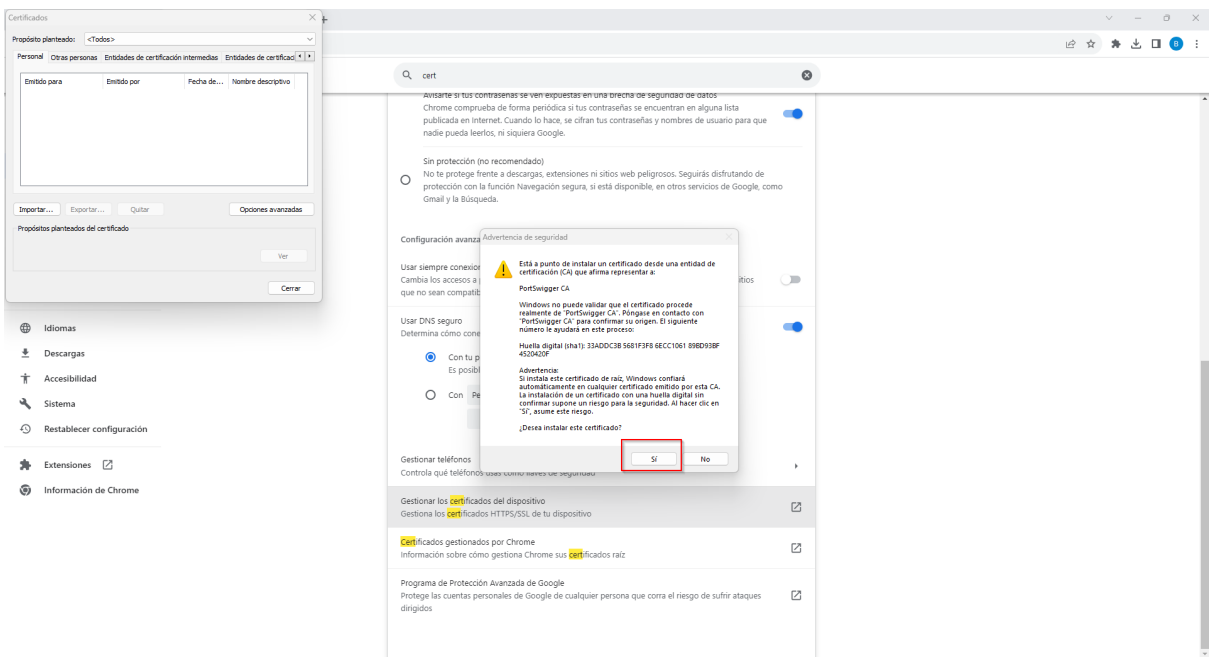 Certificados
Propósito planteado: <Todos>
Personal Otras personas Entidades de certificación intermedias Entidades de certificad
Emitido para Emitido por Fecha de... Nombre descriptivo
Importar... Exportar... Quitar Opciones avanzadas
Propósitos planteados del certificado
Ver
Cerrar
Idiomas
Descargas
Accesibilidad
Sistema
Restablecer configuración
Extensiones
Información de Chrome
B
cert
Avisarte si tus contraseñas se ven expuestas en una brecha de seguridad de datos
Chrome comprueba de forma periódica si tus contraseñas se encuentran en alguna lista
publicada en Internet. Cuando lo hace, se cifran tus contraseñas y nombres de usuario para que
nadie pueda leerlos, ni siquiera Google.
Sin protección (no recomendado)
No te protege frente a descargas, extensiones ni sitios web peligrosos. Seguirás disfrutando de
protección con la función Navegación segura, si está disponible, en otros servicios de Google, como
Gmail y la Búsqueda.
Configuración avanza
Usar siempre conexion
Cambia los accesos a itios
que no sean compatib
Usar DNS seguro
Determina cómo cone
Con tu p
Es posibl
Con Pe
Advertencia de seguridad
Está a punto de instalar un certificado desde una entidad de
certificación (CA) que afirma representar a:
PortSwigger CA
Windows no puede validar que el certificado procede
realmente de "PortSwigger CA". Póngase en contacto con
"PortSwigger CA" para confirmar su origen. El siguiente
número le ayudará en este proceso:
Huella digital (sha1): 33ADDC3B 5681F3F8 6ECC1061 89BD93BF
4520420F
Advertencia:
Si instala este certificado de raíz, Windows confiará
automáticamente en cualquier certificado emitido por esta CA.
La instalación de un certificado con una huella digital sin
confirmar supone un riesgo para la seguridad. Al hacer clic en
"Sí", asume este riesgo.
¿Desea instalar este certificado?
Sí No
Gestionar teléfonos
Controla qué teléfonos usas como llaves de seguridad
Gestionar los certificados del dispositivo
Gestiona los certificados HTTPS/SSL de tu dispositivo
Certificados gestionados por Chrome
Información sobre cómo gestiona Chrome sus certificados raíz
Programa de Protección Avanzada de Google
Protege las cuentas personales de Google de cualquier persona que corra el riesgo de sufrir ataques
dirigidos